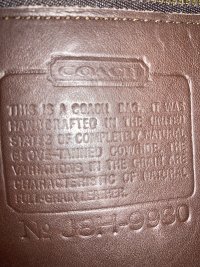 COACH
THIS IS A COACH BAG. IT WAS
HANDCRAFTED IN THE UNITED
STATES OF COMPLETELY NATURAL
GLOVE-TANNED COWHIDE. THE
VARIATIONS IN THE GRAIN ARE
CHARACTERISTIC OF NATURAL
FULL-GRAIN LEATHER.